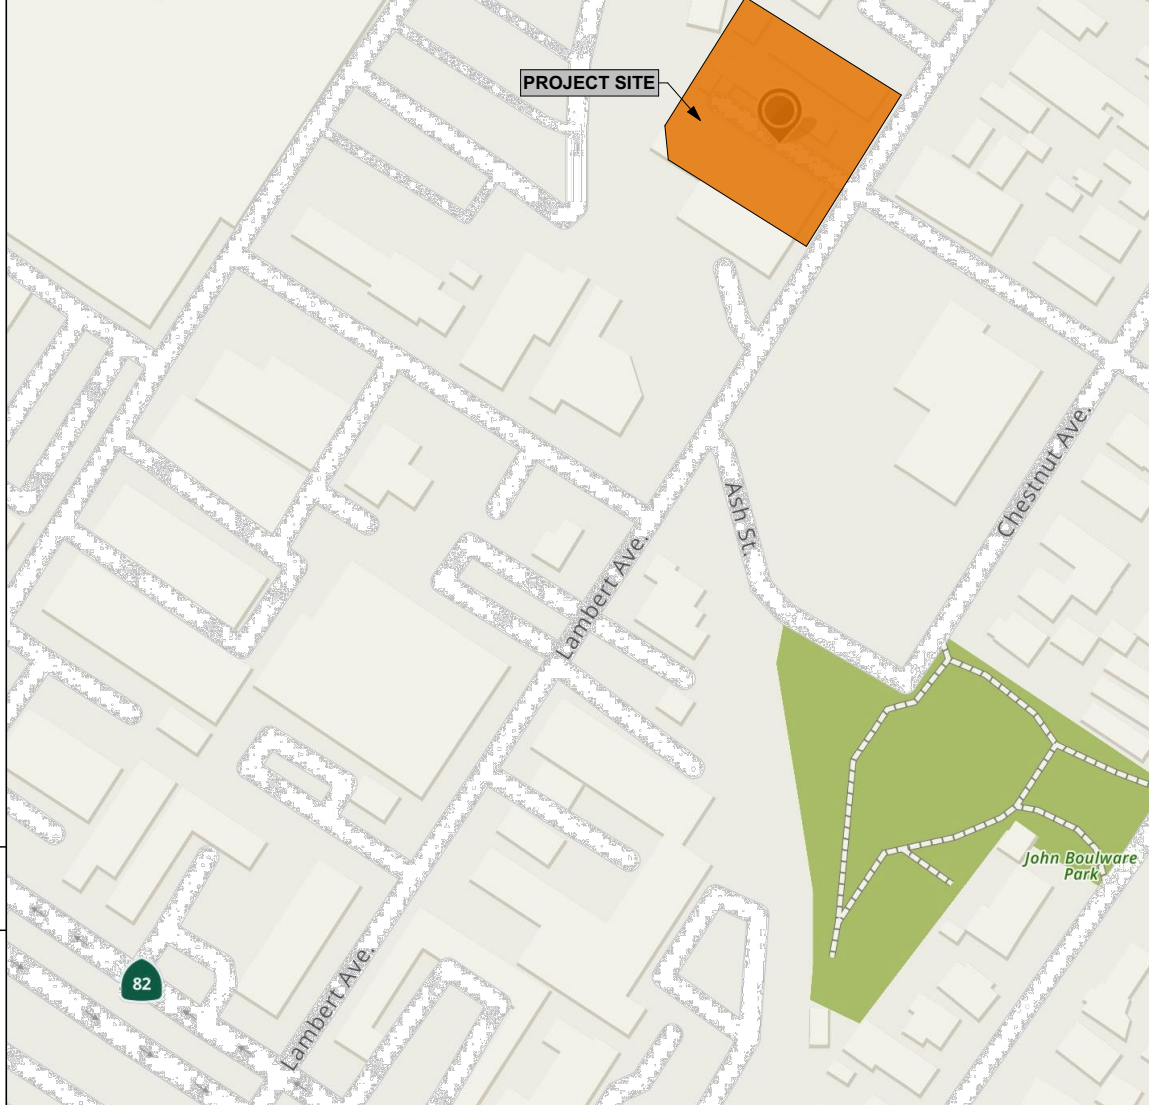 PROJECT SITE
Chestnut Ave.
Ash St.
Lambert Ave.
John Boulware
Park
82
Lambert Ave.